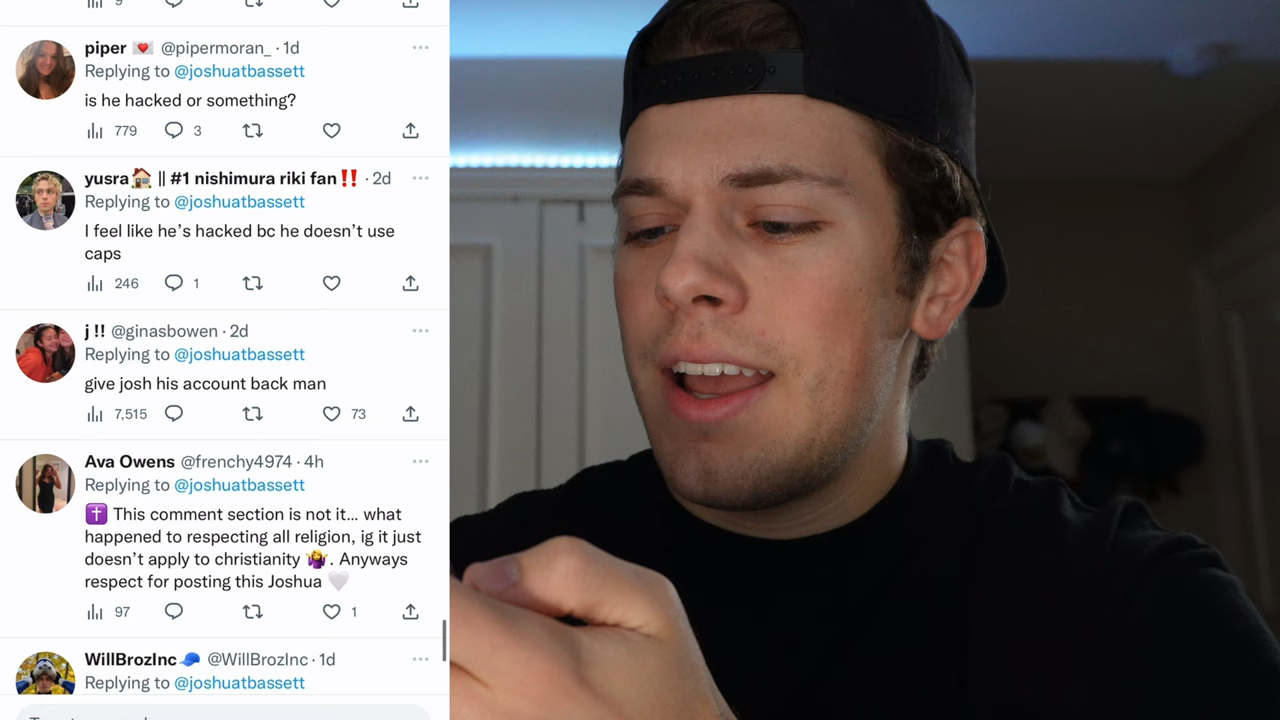 9
piper 💌 @pipermoran_ · 1d
Replying to @joshuatbassett
is he hacked or something?
779 3
yusra🏠 || #1 nishimura riki fan‼️ · 2d
Replying to @joshuatbassett
I feel like he’s hacked bc he doesn’t use
caps
246 1
j !! @ginasbowen · 2d
Replying to @joshuatbassett
give josh his account back man
7,515 73
Ava Owens @frenchy4974 · 4h
Replying to @joshuatbassett
✝️ This comment section is not it... what
happened to respecting all religion, ig it just
doesn’t apply to christianity 🤷‍♀️. Anyways
respect for posting this Joshua 🤍
97 1
WillBrozInc🧢 @WillBrozInc · 1d
Replying to @joshuatbassett